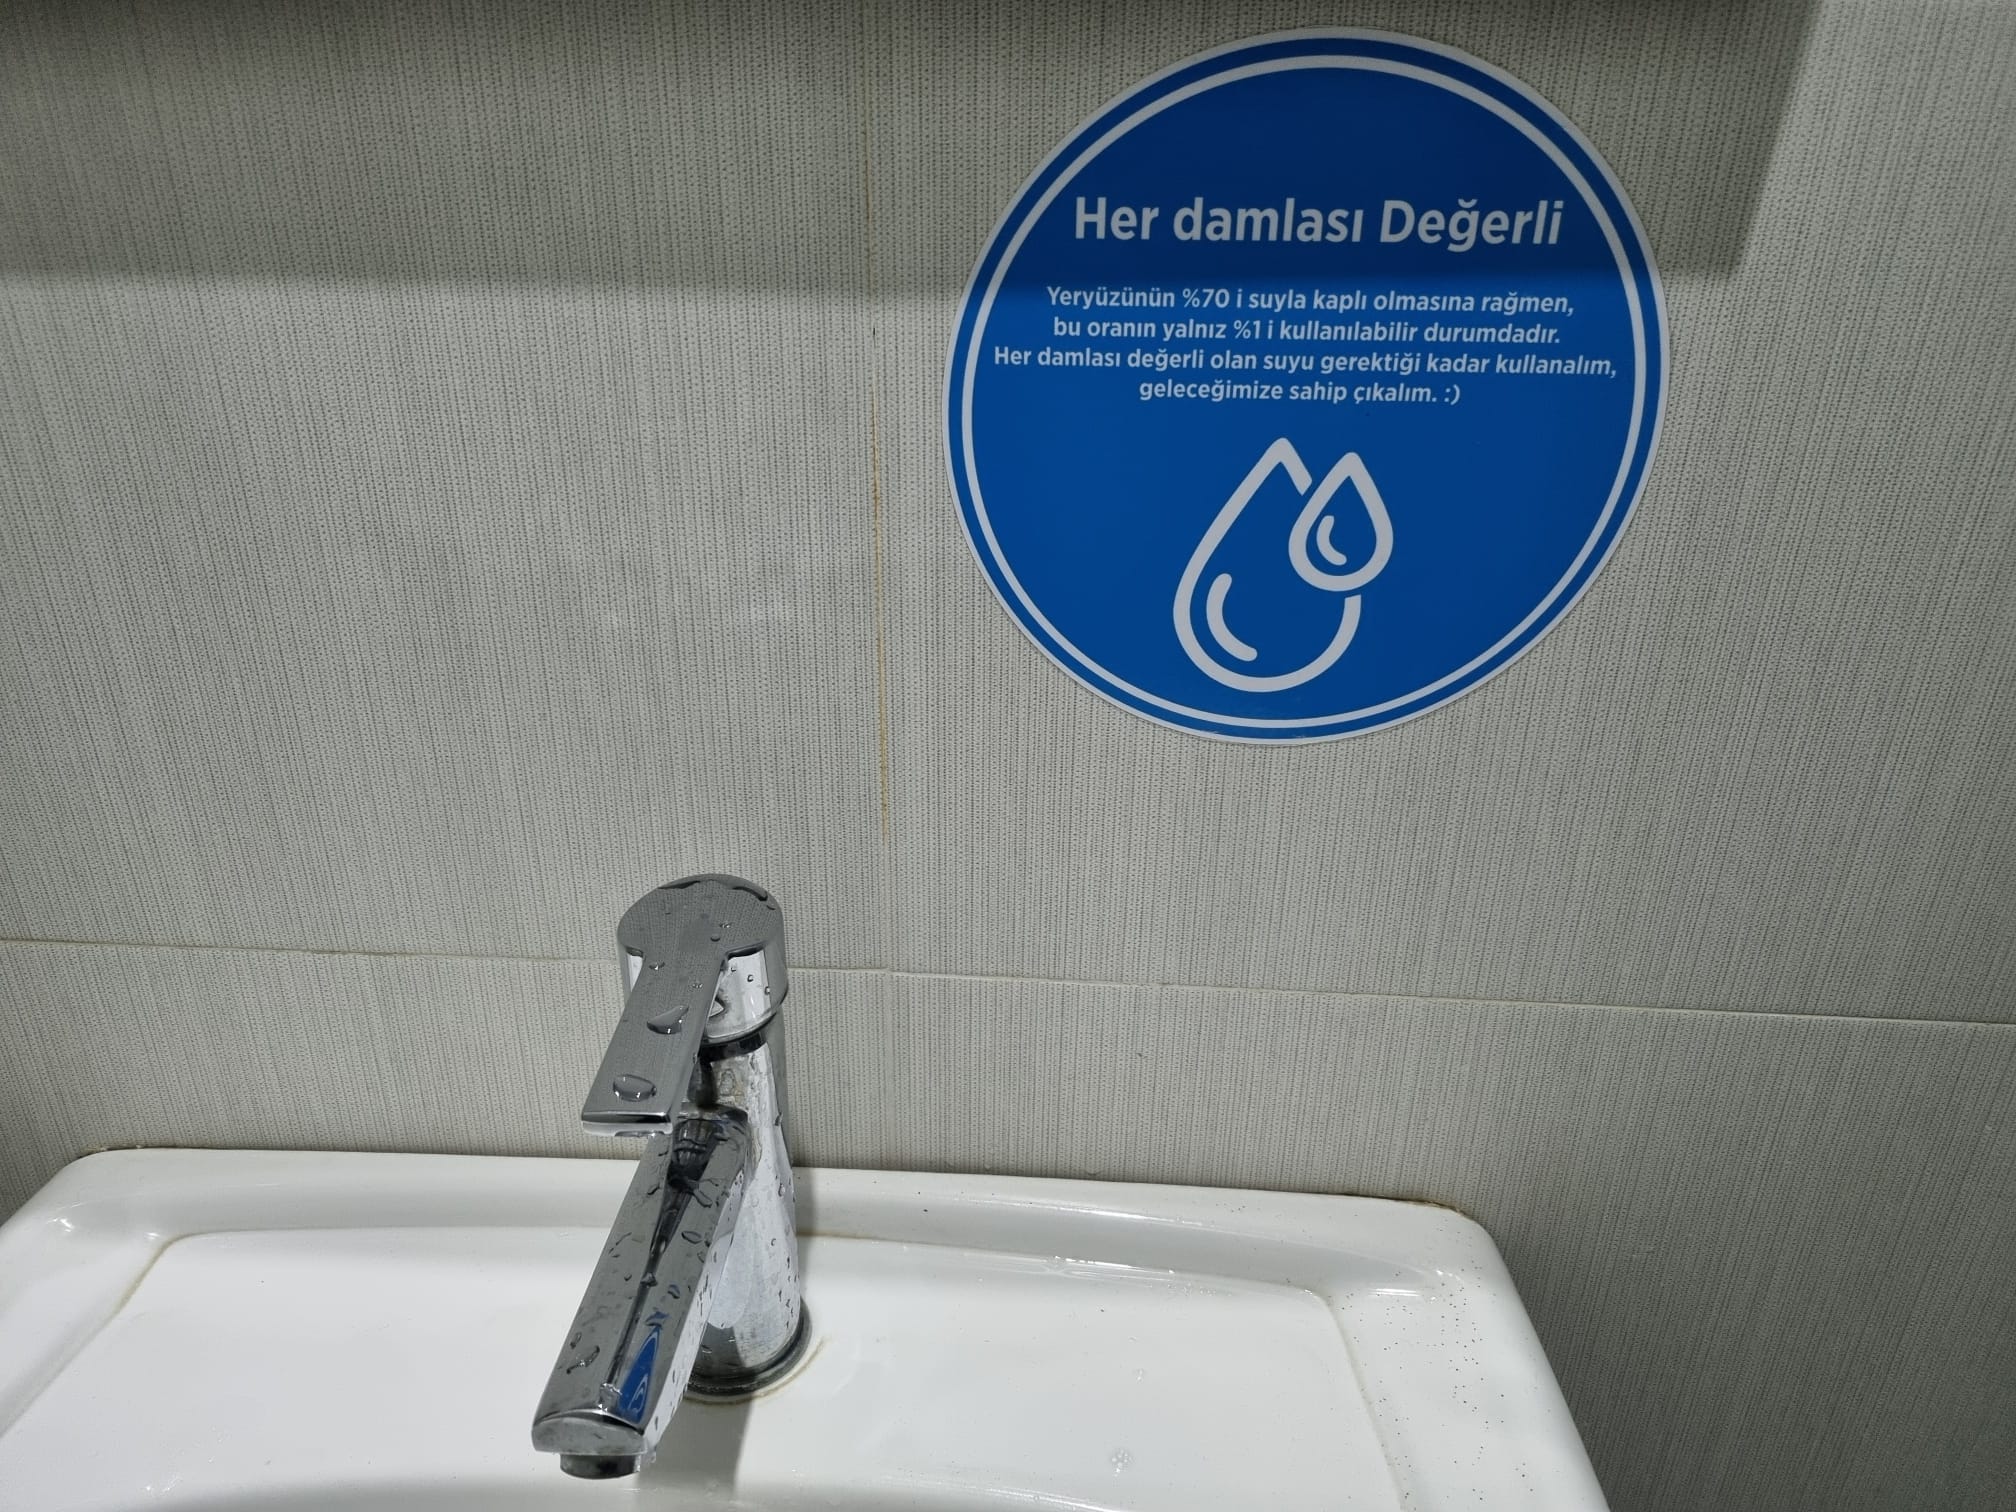 Her damlası Değerli
Yeryüzünün %70 i suyla kaplı olmasına rağmen,
bu oranın yalnız %1 i kullanılabilir durumdadır.
Her damlası değerli olan suyu gerektiği kadar kullanalım,
geleceğimize sahip çıkalım. :)